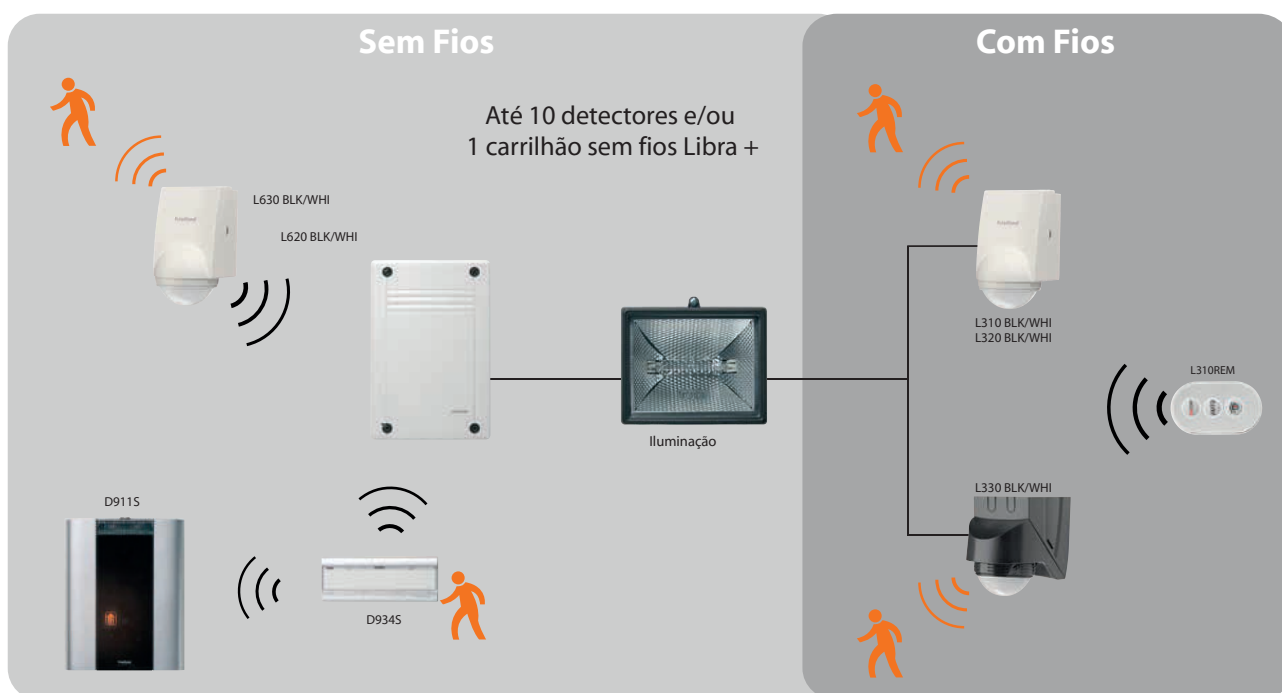 Sem Fios
Com Fios
Até 10 detectores e/ou
1 carrilhão sem fios Libra +
L630 BLK/WHI
L620 BLK/WHI
L310 BLK/WHI
L320 BLK/WHI
L310REM
Iluminação
L330 BLK/WHI
D911S
D934S